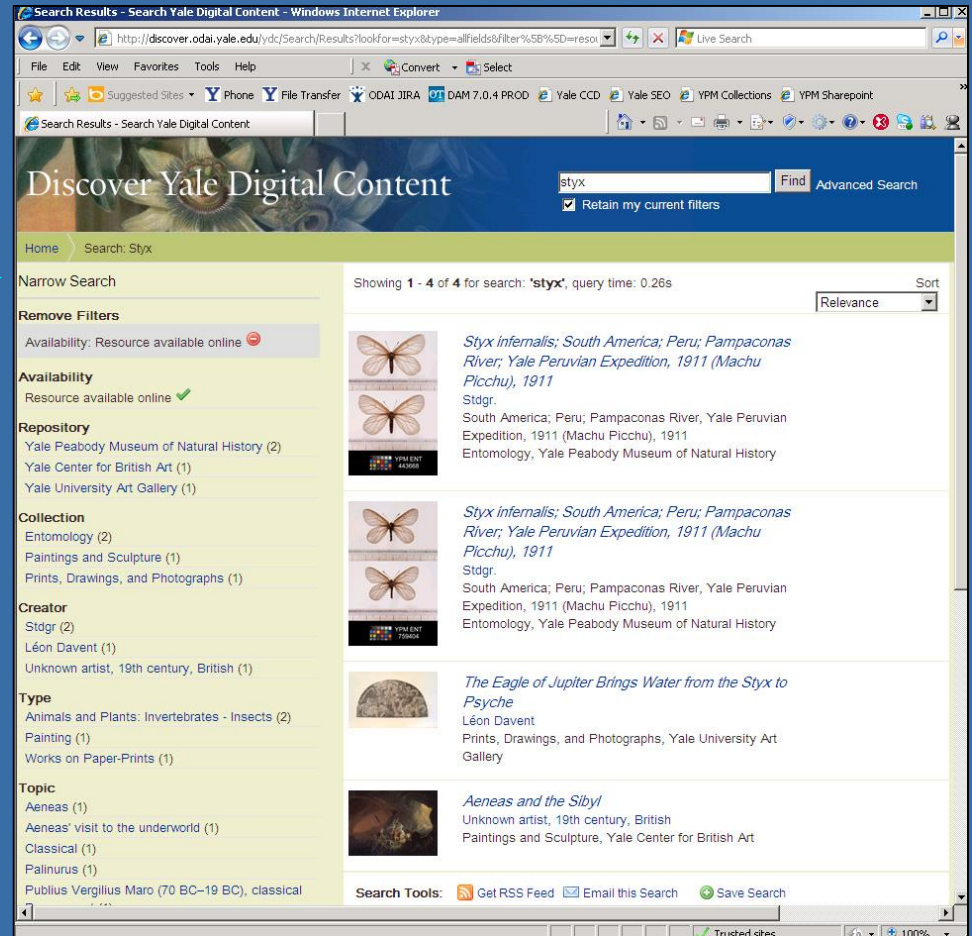 Search Results - Search Yale Digital Content - Windows Internet Explorer
http://discover.odai.yale.edu/ydc/Search/Results?lookfor=styx&type=allfields&filter%5B%5D=resou
Live Search
File Edit View Favorites Tools Help
Convert Select
Suggested Sites Phone File Transfer ODAI JIRA DAM 7.0.4 PROD Yale CCD Yale SEO YPM Collections YPM Sharepoint
Search Results - Search Yale Digital Content
Discover Yale Digital Content
styx Find Advanced Search
Retain my current filters
Home Search: Styx
Narrow Search
Remove Filters
Availability: Resource available online
Availability
Resource available online
Repository
Yale Peabody Museum of Natural History (2)
Yale Center for British Art (1)
Yale University Art Gallery (1)
Collection
Entomology (2)
Paintings and Sculpture (1)
Prints, Drawings, and Photographs (1)
Creator
Stdgr (2)
Léon Davent (1)
Unknown artist, 19th century, British (1)
Type
Animals and Plants: Invertebrates - Insects (2)
Painting (1)
Works on Paper-Prints (1)
Topic
Aeneas (1)
Aeneas' visit to the underworld (1)
Classical (1)
Palinurus (1)
Publius Vergilius Maro (70 BC–19 BC), classical
Showing 1 - 4 of 4 for search: 'styx', query time: 0.26s
Sort
Relevance
Styx infernalis; South America; Peru; Pampaconas
River; Yale Peruvian Expedition, 1911 (Machu
Picchu), 1911
Stdgr.
South America; Peru; Pampaconas River, Yale Peruvian
Expedition, 1911 (Machu Picchu), 1911
Entomology, Yale Peabody Museum of Natural History
YPM ENT
443668
Styx infernalis; South America; Peru; Pampaconas
River; Yale Peruvian Expedition, 1911 (Machu
Picchu), 1911
Stdgr.
South America; Peru; Pampaconas River, Yale Peruvian
Expedition, 1911 (Machu Picchu), 1911
Entomology, Yale Peabody Museum of Natural History
YPM ENT
759404
The Eagle of Jupiter Brings Water from the Styx to
Psyche
Léon Davent
Prints, Drawings, and Photographs, Yale University Art
Gallery
Aeneas and the Sibyl
Unknown artist, 19th century, British
Paintings and Sculpture, Yale Center for British Art
Search Tools: Get RSS Feed Email this Search Save Search
Trusted sites 100%